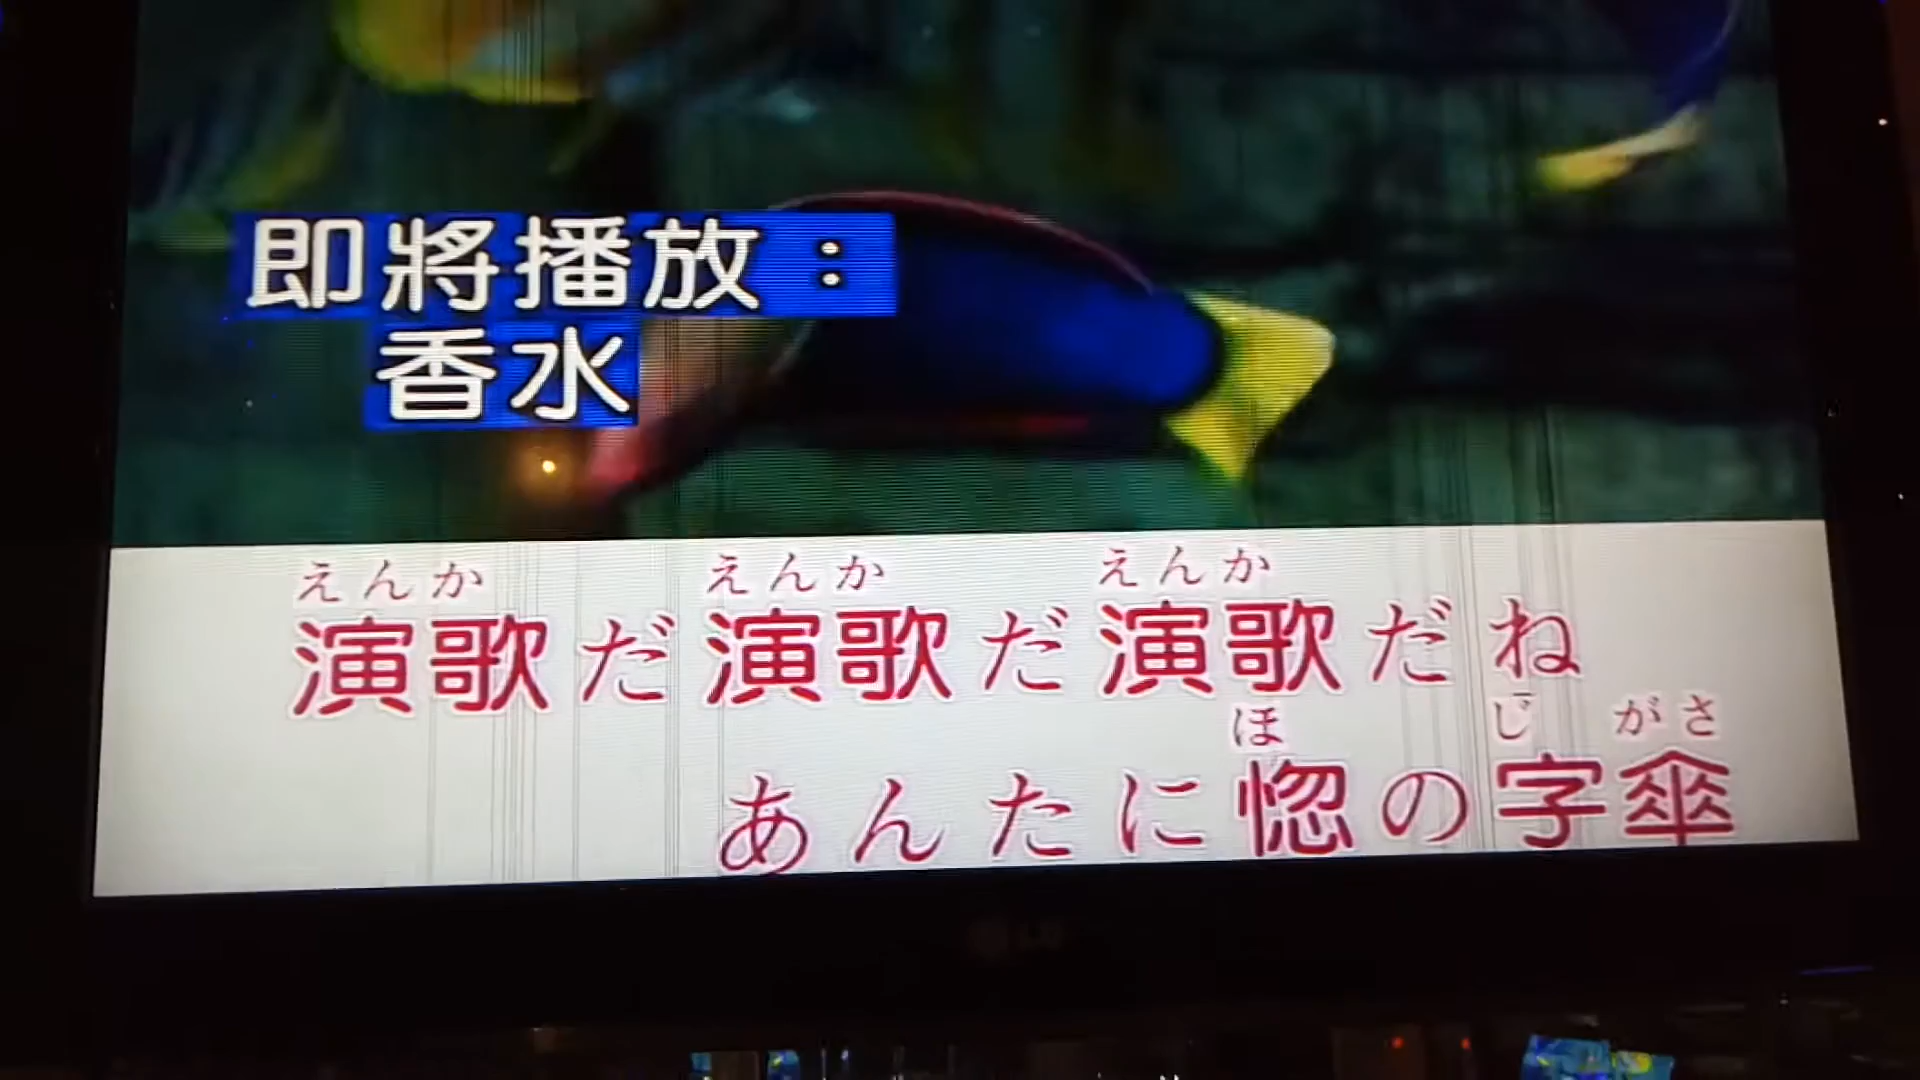 即將播放：
香水
えんか えんか えんか
演歌だ演歌だ演歌だね
ほ じ がさ
あんたに惚の字傘